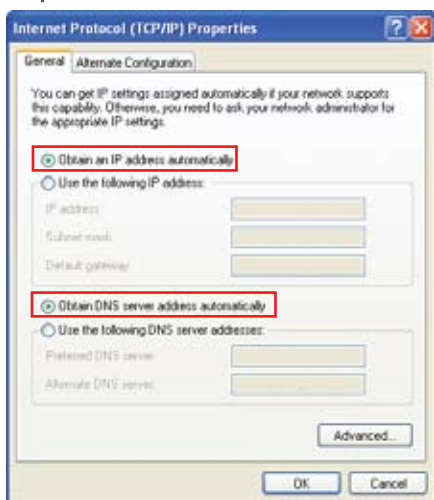 Internet Protocol (TCP/IP) Properties
General
Alternate Configuration
You can get IP settings assigned automatically if your network supports
this capability. Otherwise, you need to ask your network administrator for
the appropriate IP settings.
Obtain an IP address automatically
Use the following IP address:
IP address:
Subnet mask:
Default gateway:
Obtain DNS server address automatically
Use the following DNS server addresses:
Preferred DNS server:
Alternate DNS server:
Advanced...
OK
Cancel